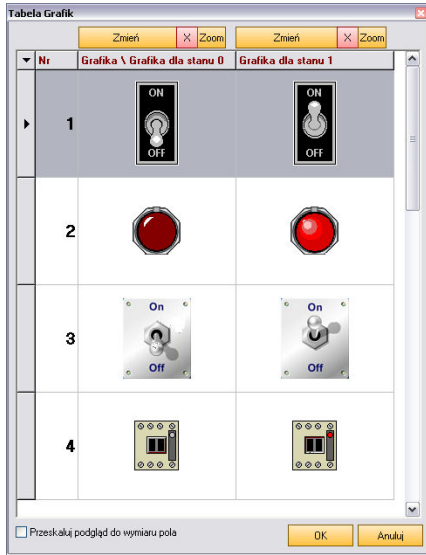 Tabela Grafik
Zmień X Zoom Zmień X Zoom
Nr Grafika \ Grafika dla stanu 0 Grafika dla stanu 1
ON ON
1
OFF OFF
2
On On
3
Off Off
4
Przeskaluj podgląd do wymiaru pola OK Anuluj